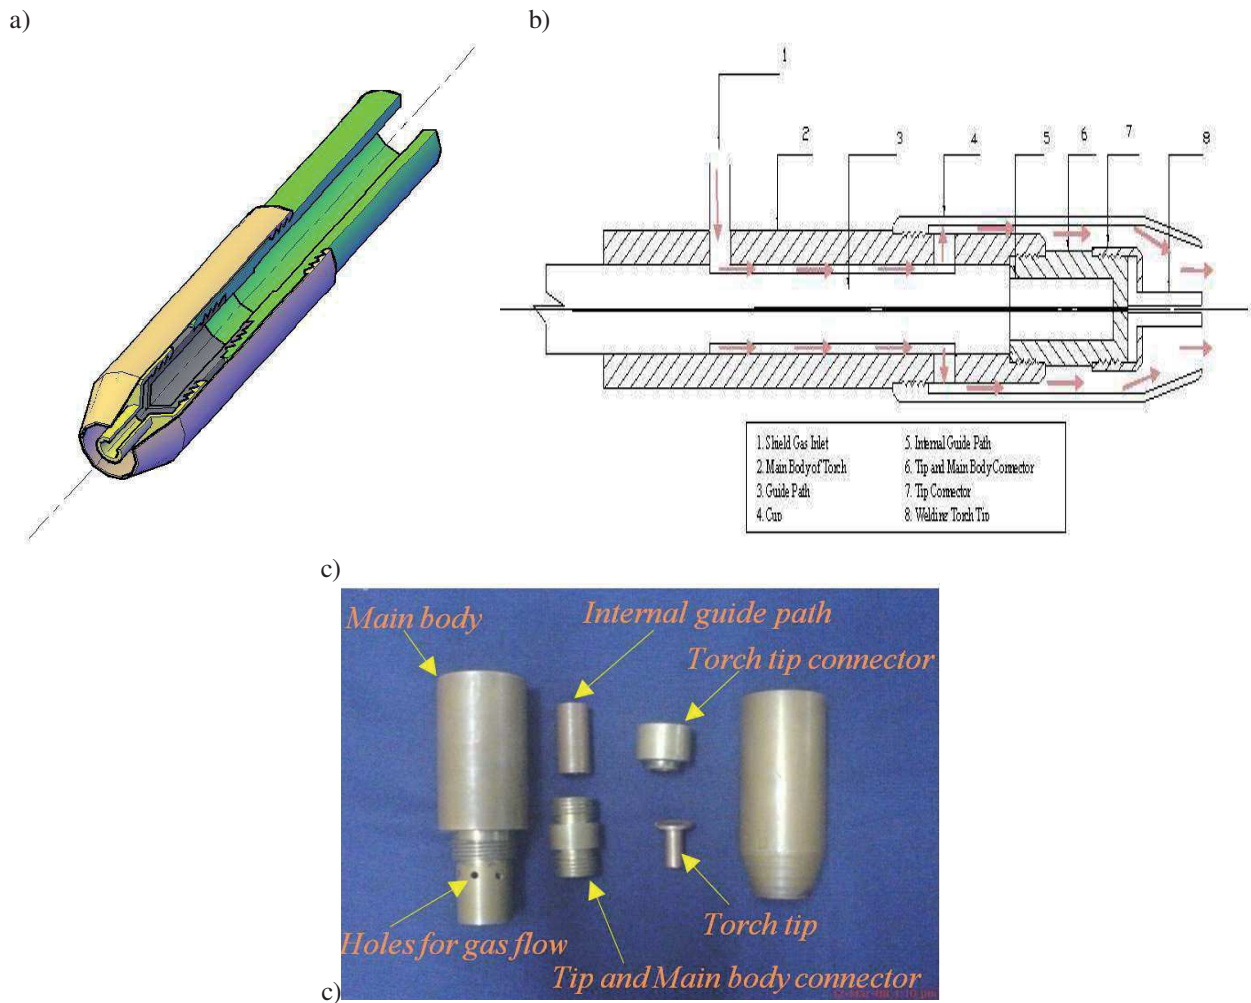 a)
b)
1
2
3
4
5
6
7
8
1. Shield Gas Inlet
2. Main Body of Torch
3. Guide Path
4. Cup
5. Internal Guide Path
6. Tip and Main Body Connector
7. Tip Connector
8. Welding Torch Tip
c)
Main body
Internal guide path
Torch tip connector
Holes for gas flow
Torch tip
Tip and Main body connector
c)